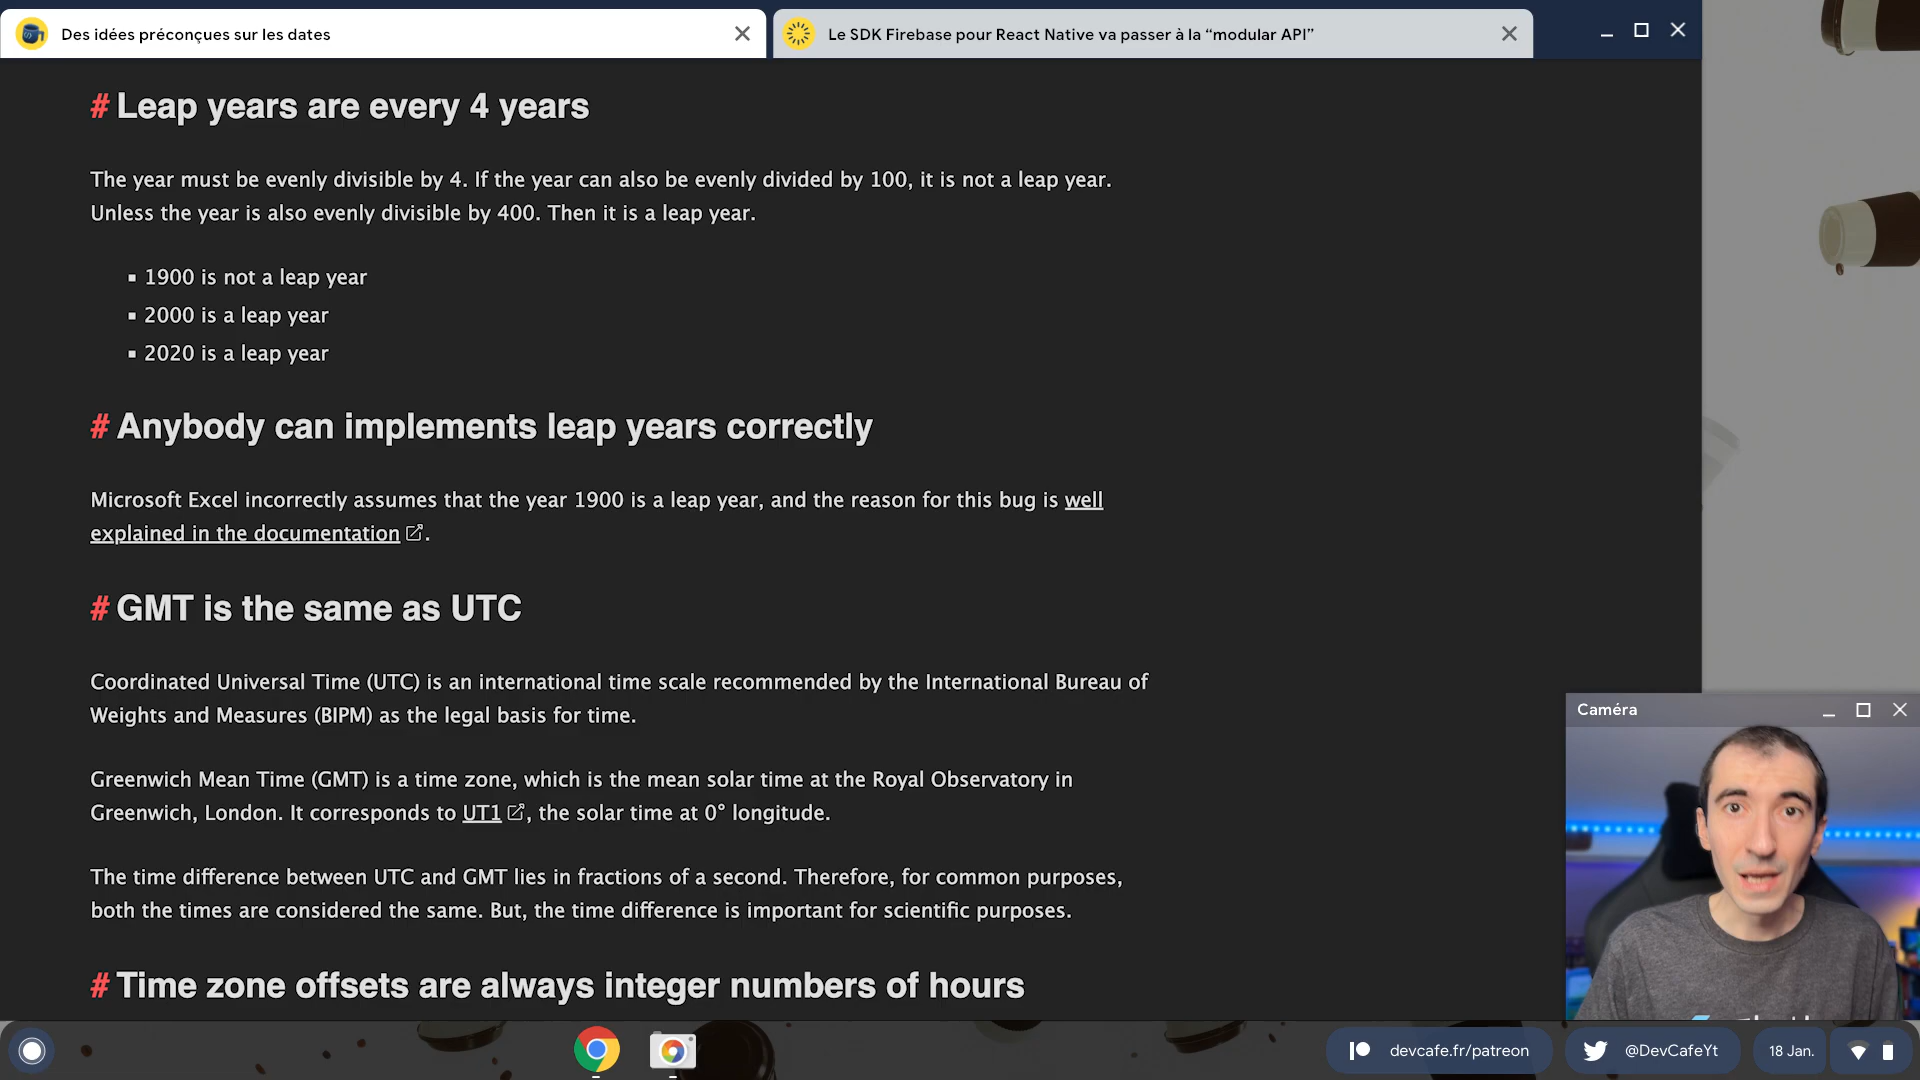 Des idées préconçues sur les dates
Le SDK Firebase pour React Native va passer à la “modular API”
# Leap years are every 4 years
The year must be evenly divisible by 4. If the year can also be evenly divided by 100, it is not a leap year.
Unless the year is also evenly divisible by 400. Then it is a leap year.
▪ 1900 is not a leap year
▪ 2000 is a leap year
▪ 2020 is a leap year
# Anybody can implements leap years correctly
Microsoft Excel incorrectly assumes that the year 1900 is a leap year, and the reason for this bug is well
explained in the documentation.
# GMT is the same as UTC
Coordinated Universal Time (UTC) is an international time scale recommended by the International Bureau of
Weights and Measures (BIPM) as the legal basis for time.
Greenwich Mean Time (GMT) is a time zone, which is the mean solar time at the Royal Observatory in
Greenwich, London. It corresponds to UT1, the solar time at 0° longitude.
The time difference between UTC and GMT lies in fractions of a second. Therefore, for common purposes,
both the times are considered the same. But, the time difference is important for scientific purposes.
# Time zone offsets are always integer numbers of hours
Caméra
devcafe.fr/patreon
@DevCafeYt
18 Jan.